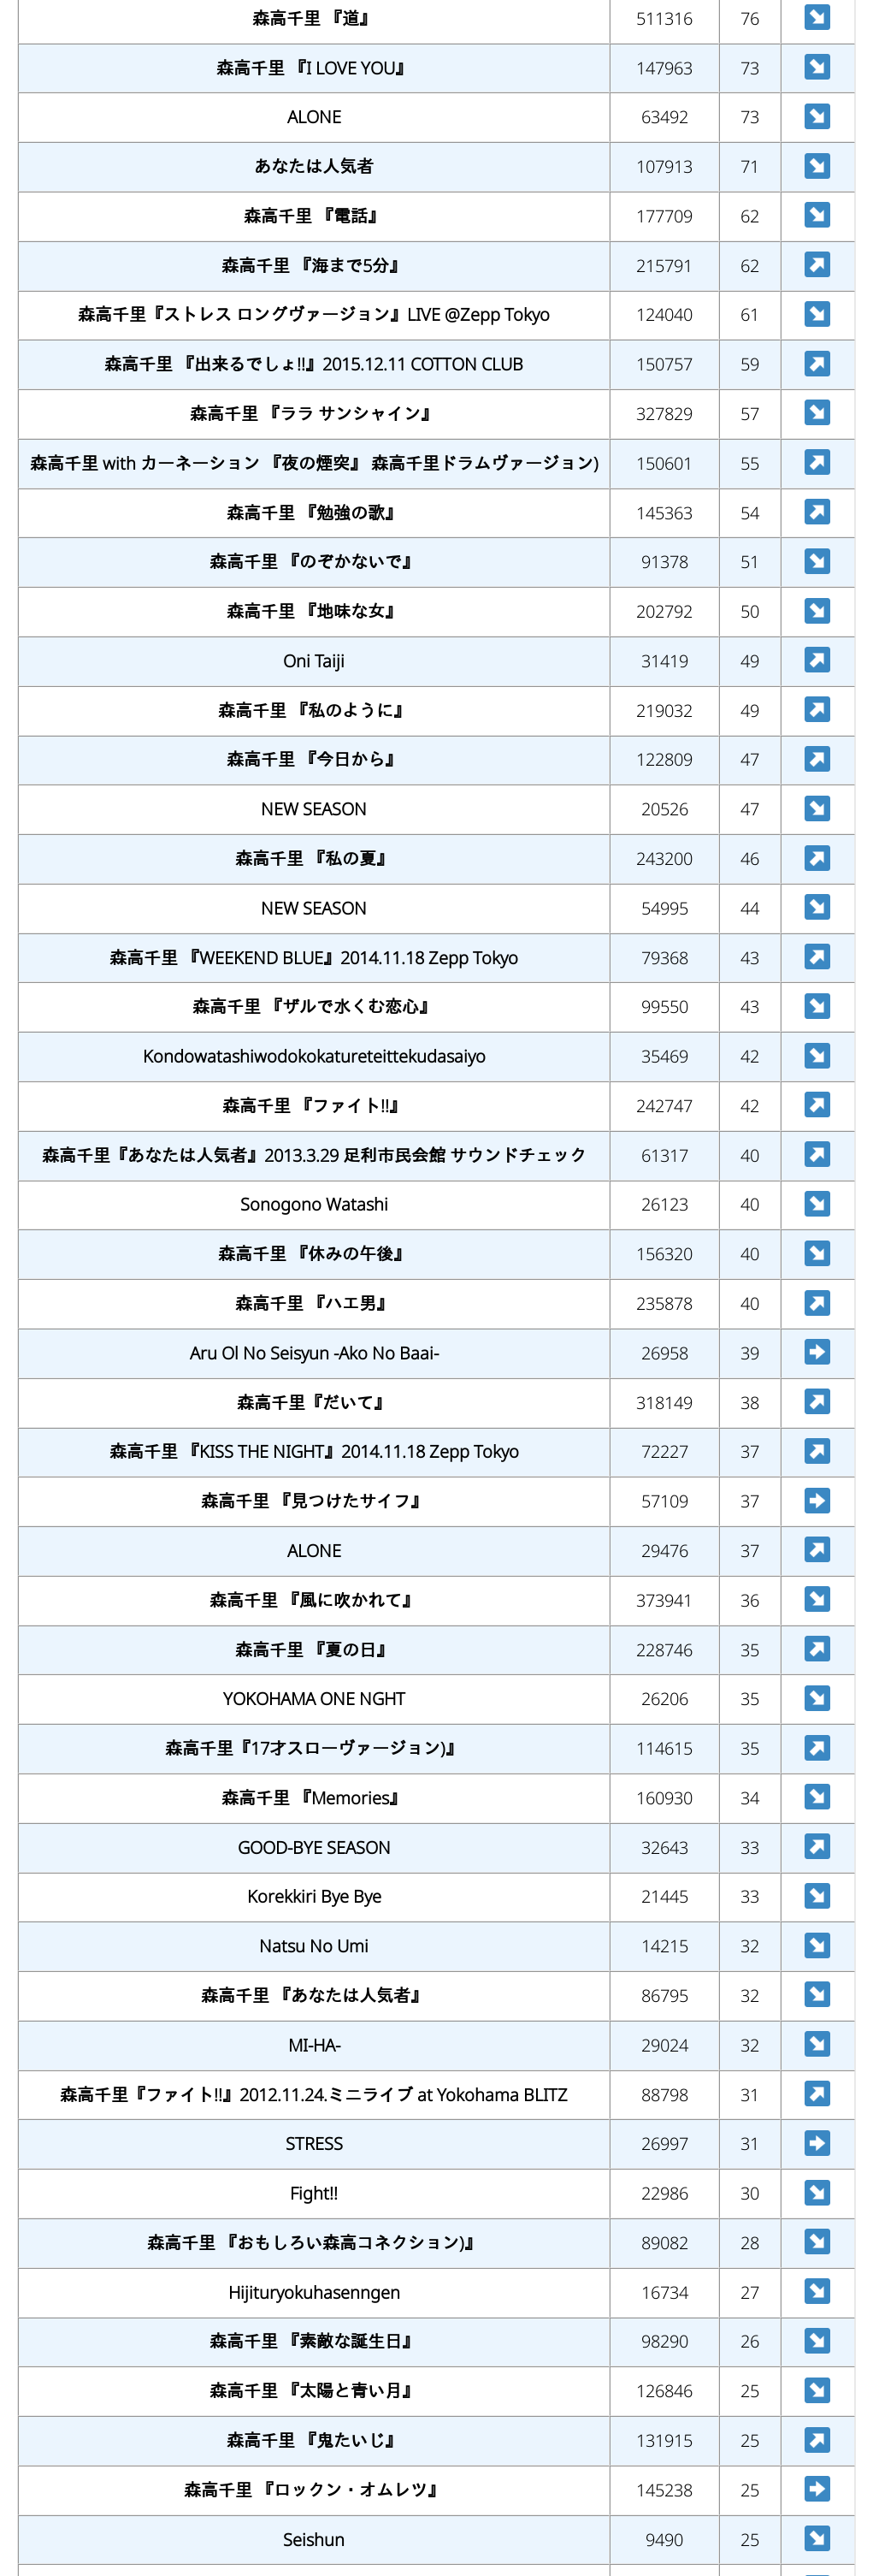 森高千里 『道』 511316 76
森高千里 『I LOVE YOU』 147963 73
ALONE 63492 73
あなたは人気者 107913 71
森高千里 『電話』 177709 62
森高千里 『海まで5分』 215791 62
森高千里『ストレス ロングヴァージョン』LIVE @Zepp Tokyo 124040 61
森高千里 『出来るでしょ!!』2015.12.11 COTTON CLUB 150757 59
森高千里 『ララ サンシャイン』 327829 57
森高千里 with カーネーション 『夜の煙突』 森高千里ドラムヴァージョン) 150601 55
森高千里 『勉強の歌』 145363 54
森高千里 『のぞかないで』 91378 51
森高千里 『地味な女』 202792 50
Oni Taiji 31419 49
森高千里 『私のように』 219032 49
森高千里 『今日から』 122809 47
NEW SEASON 20526 47
森高千里 『私の夏』 243200 46
NEW SEASON 54995 44
森高千里 『WEEKEND BLUE』2014.11.18 Zepp Tokyo 79368 43
森高千里 『ザルで水くむ恋心』 99550 43
Kondowatashiwodokokatureteittekudasaiyo 35469 42
森高千里 『ファイト!!』 242747 42
森高千里『あなたは人気者』2013.3.29 足利市民会館 サウンドチェック 61317 40
Sonogono Watashi 26123 40
森高千里 『休みの午後』 156320 40
森高千里 『ハエ男』 235878 40
Aru Ol No Seisyun -Ako No Baai- 26958 39
森高千里『だいて』 318149 38
森高千里 『KISS THE NIGHT』2014.11.18 Zepp Tokyo 72227 37
森高千里 『見つけたサイフ』 57109 37
ALONE 29476 37
森高千里 『風に吹かれて』 373941 36
森高千里 『夏の日』 228746 35
YOKOHAMA ONE NGHT 26206 35
森高千里『17才スローヴァージョン)』 114615 35
森高千里 『Memories』 160930 34
GOOD-BYE SEASON 32643 33
Korekkiri Bye Bye 21445 33
Natsu No Umi 14215 32
森高千里 『あなたは人気者』 86795 32
MI-HA- 29024 32
森高千里『ファイト!!』2012.11.24.ミニライブ at Yokohama BLITZ 88798 31
STRESS 26997 31
Fight!! 22986 30
森高千里 『おもしろい森高コネクション)』 89082 28
Hijituryokuhasenngen 16734 27
森高千里 『素敵な誕生日』 98290 26
森高千里 『太陽と青い月』 126846 25
森高千里 『鬼たいじ』 131915 25
森高千里 『ロックン・オムレツ』 145238 25
Seishun 9490 25